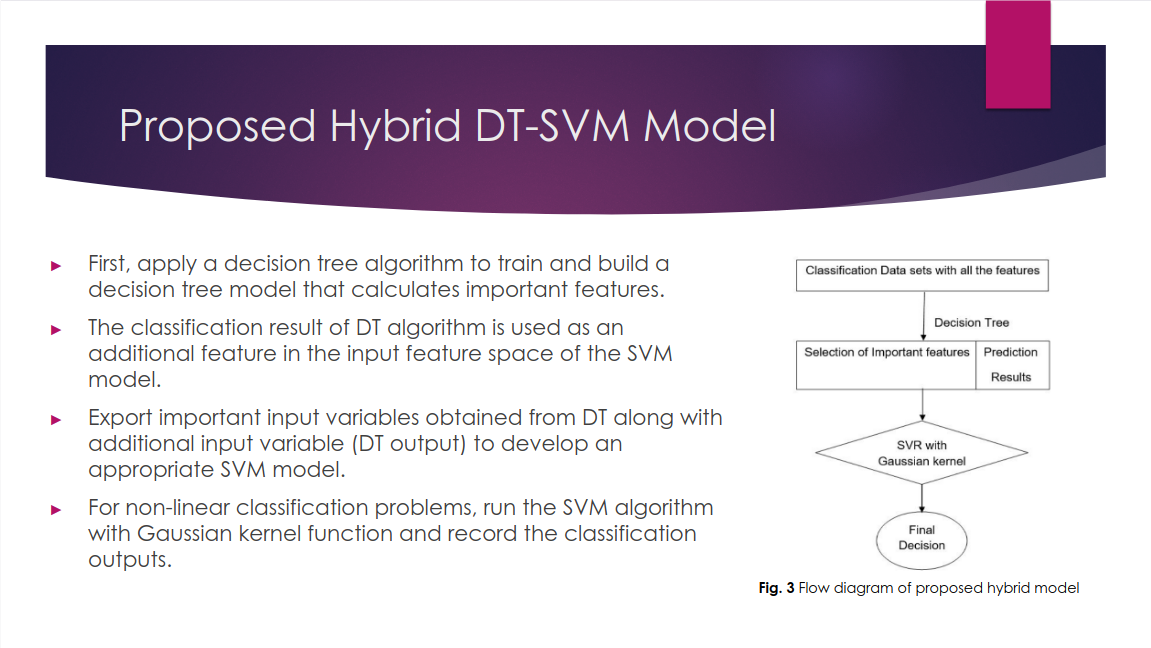 Proposed Hybrid DT-SVM Model
First, apply a decision tree algorithm to train and build a
decision tree model that calculates important features.
The classification result of DT algorithm is used as an
additional feature in the input feature space of the SVM
model.
Export important input variables obtained from DT along with
additional input variable (DT output) to develop an
appropriate SVM model.
For non-linear classification problems, run the SVM algorithm
with Gaussian kernel function and record the classification
outputs.
Classification Data sets with all the features
Decision Tree
Selection of Important features
Prediction
Results
SVR with
Gaussian kernel
Final
Decision
Fig. 3 Flow diagram of proposed hybrid model